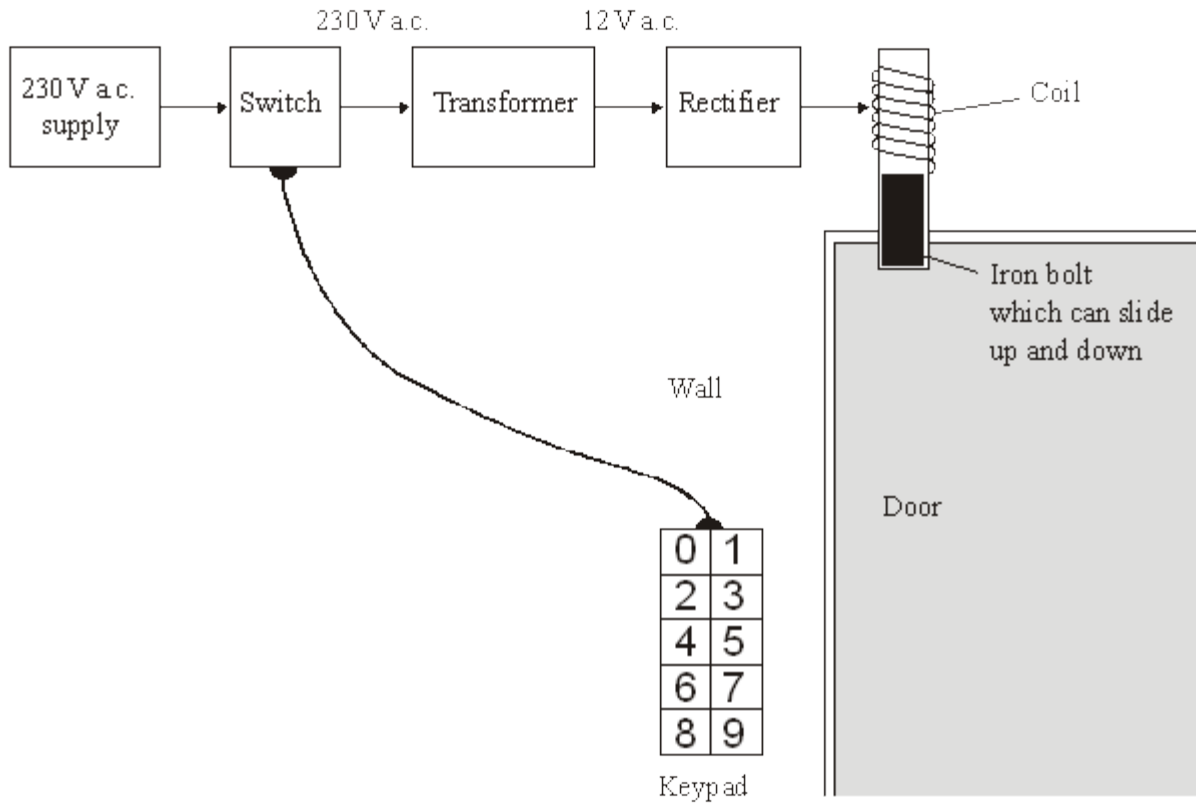 230 V a.c.
12 V a.c.
230 V a.c.
supply
Switch
Transformer
Rectifier
Coil
Iron bolt
which can slide
up and down
Wall
Door
0 1
2 3
4 5
6 7
8 9
Keypad